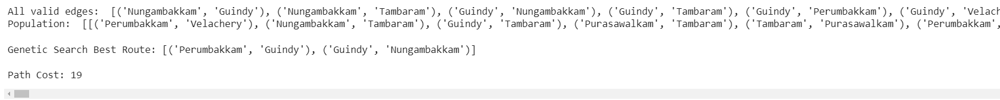 All valid edges:  [('Nungambakkam', 'Guindy'), ('Nungambakkam', 'Tambaram'), ('Guindy', 'Nungambakkam'), ('Guindy', 'Tambaram'), ('Guindy', 'Perumbakkam'), ('Guindy', 'Velach
Population:  [[('Perumbakkam', 'Velachery'), ('Nungambakkam', 'Tambaram'), ('Guindy', 'Tambaram'), ('Purasawalkam', 'Tambaram'), ('Tambaram', 'Purasawalkam'), ('Perumbakkam',
Genetic Search Best Route: [('Perumbakkam', 'Guindy'), ('Guindy', 'Nungambakkam')]
Path Cost: 19